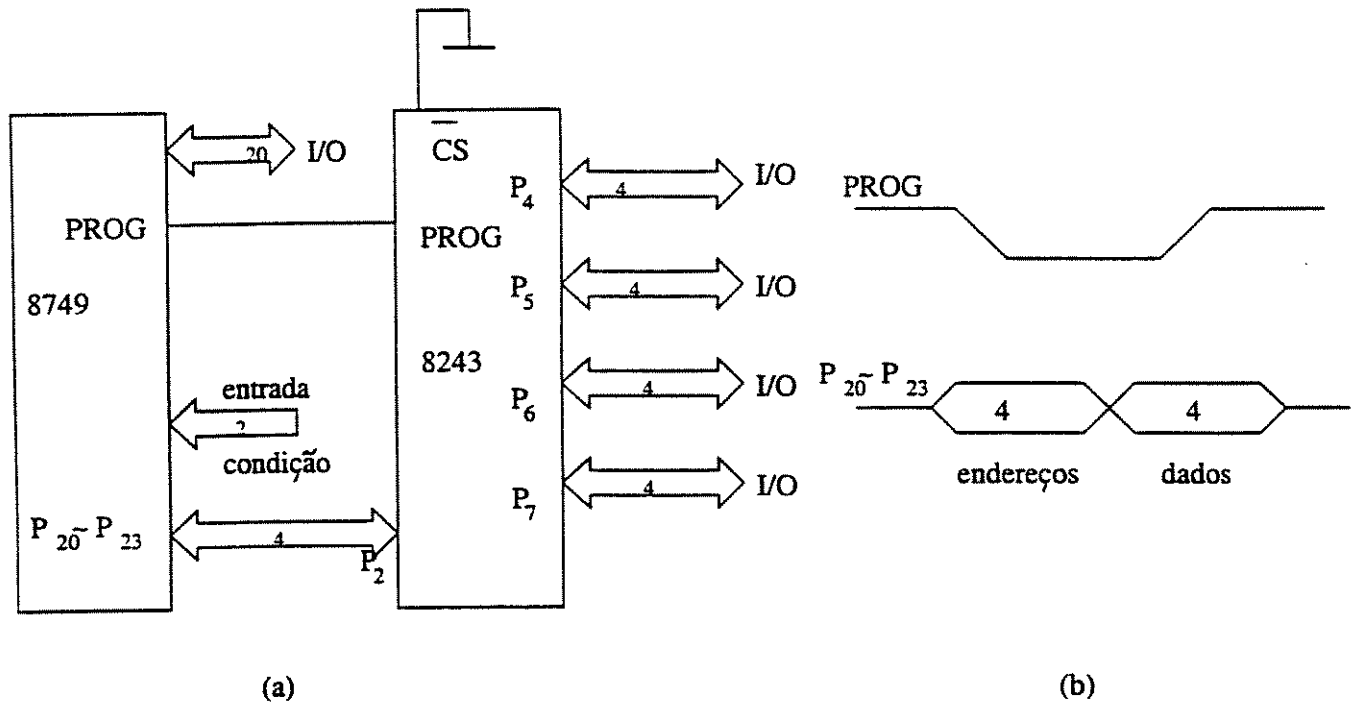 CS
20 I/O
P4 4 I/O
PROG
PROG
PROG
P5 4 I/O
8749
8243
P20~P23
4 4
entrada
2
condição
P6 4 I/O
endereços dados
P7 4 I/O
P20~P23 4 P2
(a) (b)